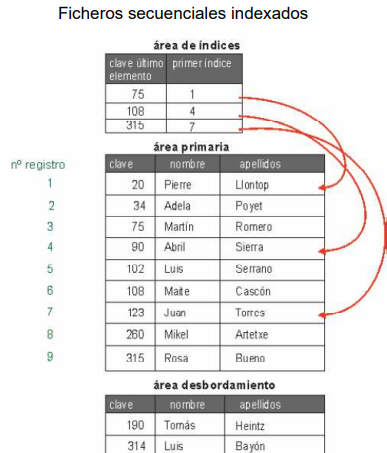 Ficheros secuenciales indexados
área de índices
clave último elemento primer índice
75 1
108 4
315 7
área primaria
nº registro clave nombre apellidos
1 20 Pierre Llontop
2 34 Adela Poyet
3 75 Martín Romero
4 90 Abril Sierra
5 102 Luis Serrano
6 108 Maite Cascón
7 123 Juan Torres
8 260 Mikel Artetxe
9 315 Rosa Bueno
área desbordamiento
clave nombre apellidos
190 Tomás Heintz
314 Luis Bayón